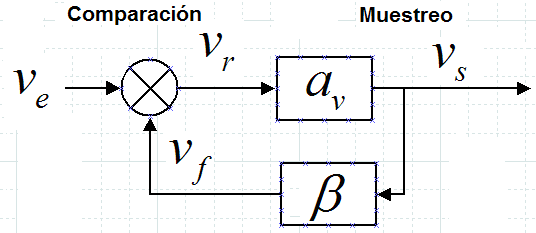 Comparación
Muestreo
v_r
v_s
v_e
a_v
v_f
β